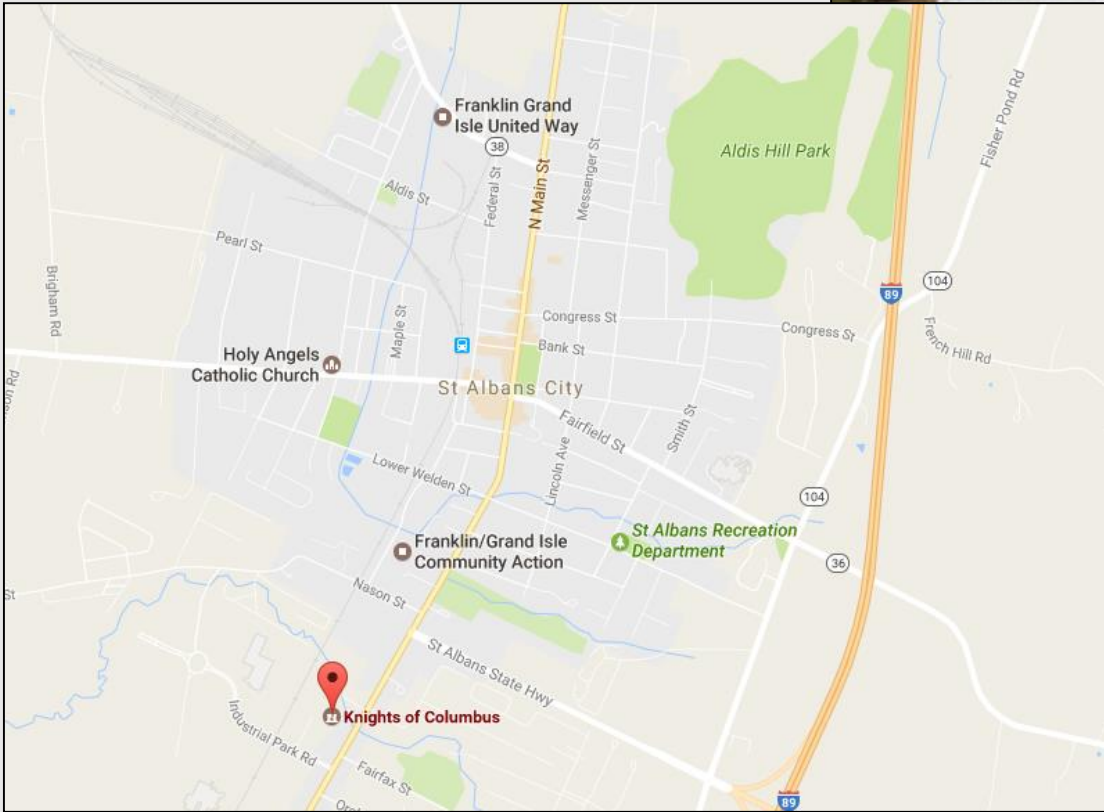 Franklin Grand
Isle United Way
38
Aldis St
Federal St
N Main St
Messenger St
Aldis Hill Park
Fisher Pond Rd
Pearl St
Brigham Rd
Maple St
104
89
Congress St
Congress St
French Hill Rd
Bank St
Holy Angels
Catholic Church
St Albans City
Fairfield St
Smith St
Lincoln Ave
Lower Welden St
104
St Albans Recreation
Department
36
Franklin/Grand Isle
Community Action
Nason St
St
St Albans State Hwy
Knights of Columbus
Industrial Park Rd
Fairfax St
89